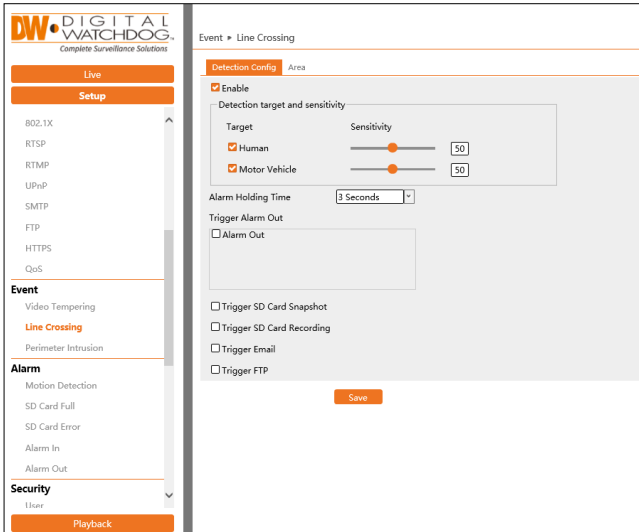 DW DIGITAL
WATCHDOG
Complete Surveillance Solutions
Live
Setup
802.1X
RTSP
RTMP
UPnP
SMTP
FTP
HTTPS
QoS
Event
Video Tempering
Line Crossing
Perimeter Intrusion
Alarm
Motion Detection
SD Card Full
SD Card Error
Alarm In
Alarm Out
Security
User
Playback
Event ▸ Line Crossing
Detection Config Area
Enable
Detection target and sensitivity
Target Sensitivity
Human 50
Motor Vehicle 50
Alarm Holding Time 3 Seconds
Trigger Alarm Out
Alarm Out
Trigger SD Card Snapshot
Trigger SD Card Recording
Trigger Email
Trigger FTP
Save